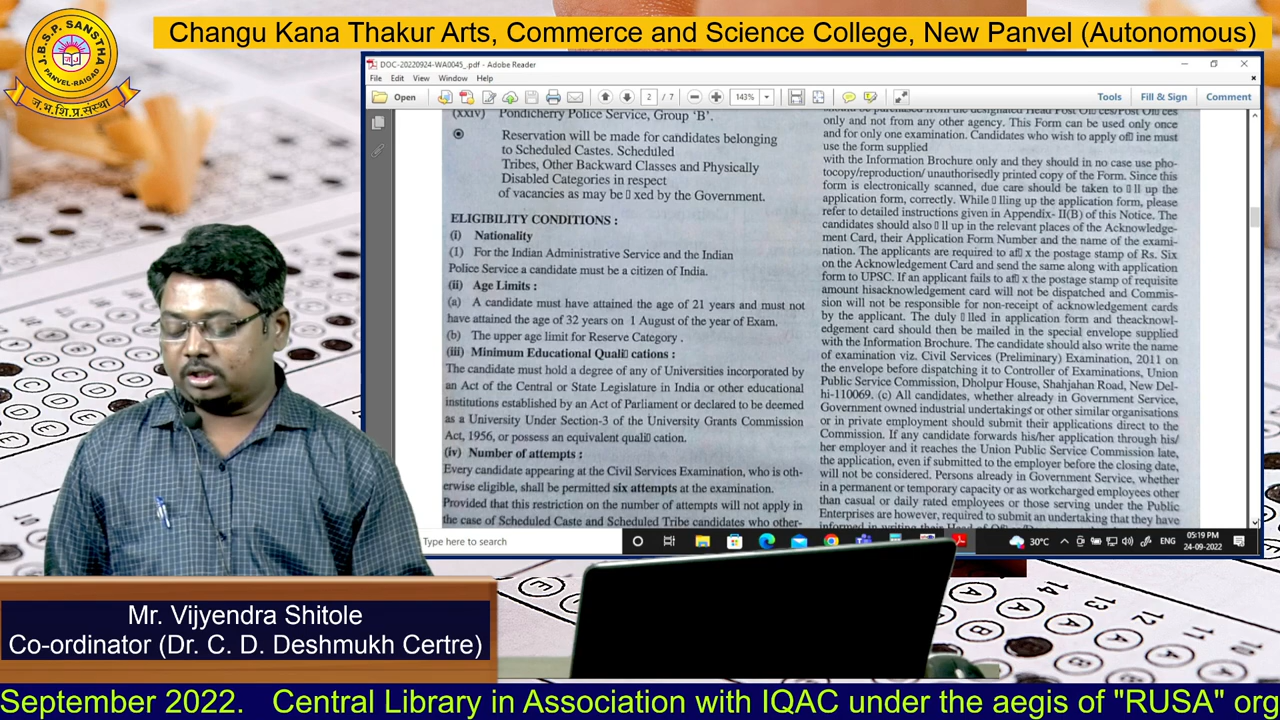 Changu Kana Thakur Arts, Commerce and Science College, New Panvel (Autonomous)
J.B.S.P. SANSTHA
PANVEL-RAIGAD
ज.भ.शि.प्र.संस्था
DOC-20220924-WA0045_.pdf - Adobe Reader
File Edit View Window Help
Open 2 / 7 143% Tools Fill & Sign Comment
(xxiv) Pondicherry Police Service, Group ‘B’.
Reservation will be made for candidates belonging
to Scheduled Castes. Scheduled
Tribes, Other Backward Classes and Physically
Disabled Categories in respect
of vacancies as may be xed by the Government.
ELIGIBILITY CONDITIONS :
(i) Nationality
(1) For the Indian Administrative Service and the Indian
Police Service a candidate must be a citizen of India.
(ii) Age Limits :
(a) A candidate must have attained the age of 21 years and must not
have attained the age of 32 years on 1 August of the year of Exam.
(b) The upper age limit for Reserve Category .
(iii) Minimum Educational Quali cations :
The candidate must hold a degree of any of Universities incorporated by
an Act of the Central or State Legislature in India or other educational
institutions established by an Act of Parliament or declared to be deemed
as a University Under Section-3 of the University Grants Commission
Act, 1956, or possess an equivalent quali cation.
(iv) Number of attempts :
Every candidate appearing at the Civil Services Examination, who is oth-
erwise eligible, shall be permitted six attempts at the examination.
Provided that this restriction on the number of attempts will not apply in
the case of Scheduled Caste and Scheduled Tribe candidates who other-
should be purchased from the designated Head Post Of ces/Post Of ces
only and not from any other agency. This Form can be used only once
and for only one examination. Candidates who wish to apply of ine must
use the form supplied
with the Information Brochure only and they should in no case use pho-
tocopy/reproduction/ unauthorisedly printed copy of the Form. Since this
form is electronically scanned, due care should be taken to ll up the
application form, correctly. While lling up the application form, please
refer to detailed instructions given in Appendix- II(B) of this Notice. The
candidates should also ll up in the relevant places of the Acknowledge-
ment Card, their Application Form Number and the name of the exami-
nation. The applicants are required to af x the postage stamp of Rs. Six
on the Acknowledgement Card and send the same along with application
form to UPSC. If an applicant fails to af x the postage stamp of requisite
amount hisacknowledgement card will not be dispatched and Commis-
sion will not be responsible for non-receipt of acknowledgement cards
by the applicant. The duly lled in application form and theacknowl-
edgement card should then be mailed in the special envelope supplied
with the Information Brochure. The candidate should also write the name
of examination viz. Civil Services (Preliminary) Examination, 2011 on
the envelope before dispatching it to Controller of Examinations, Union
Public Service Commission, Dholpur House, Shahjahan Road, New Del-
hi-110069. (c) All candidates, whether already in Government Service,
Government owned industrial undertakings or other similar organisations
or in private employment should submit their applications direct to the
Commission. If any candidate forwards his/her application through his/
her employer and it reaches the Union Public Service Commission late,
the application, even if submitted to the employer before the closing date,
will not be considered. Persons already in Government Service, whether
in a permanent or temporary capacity or as workcharged employees other
than casual or daily rated employees or those serving under the Public
Enterprises are however, required to submit an undertaking that they have
Type here to search
30°C ENG 05:19 PM
24-09-2022
14
13
12
11
10
Mr. Vijyendra Shitole
Co-ordinator (Dr. C. D. Deshmukh Certre)
September 2022. Central Library in Association with IQAC under the aegis of "RUSA" org